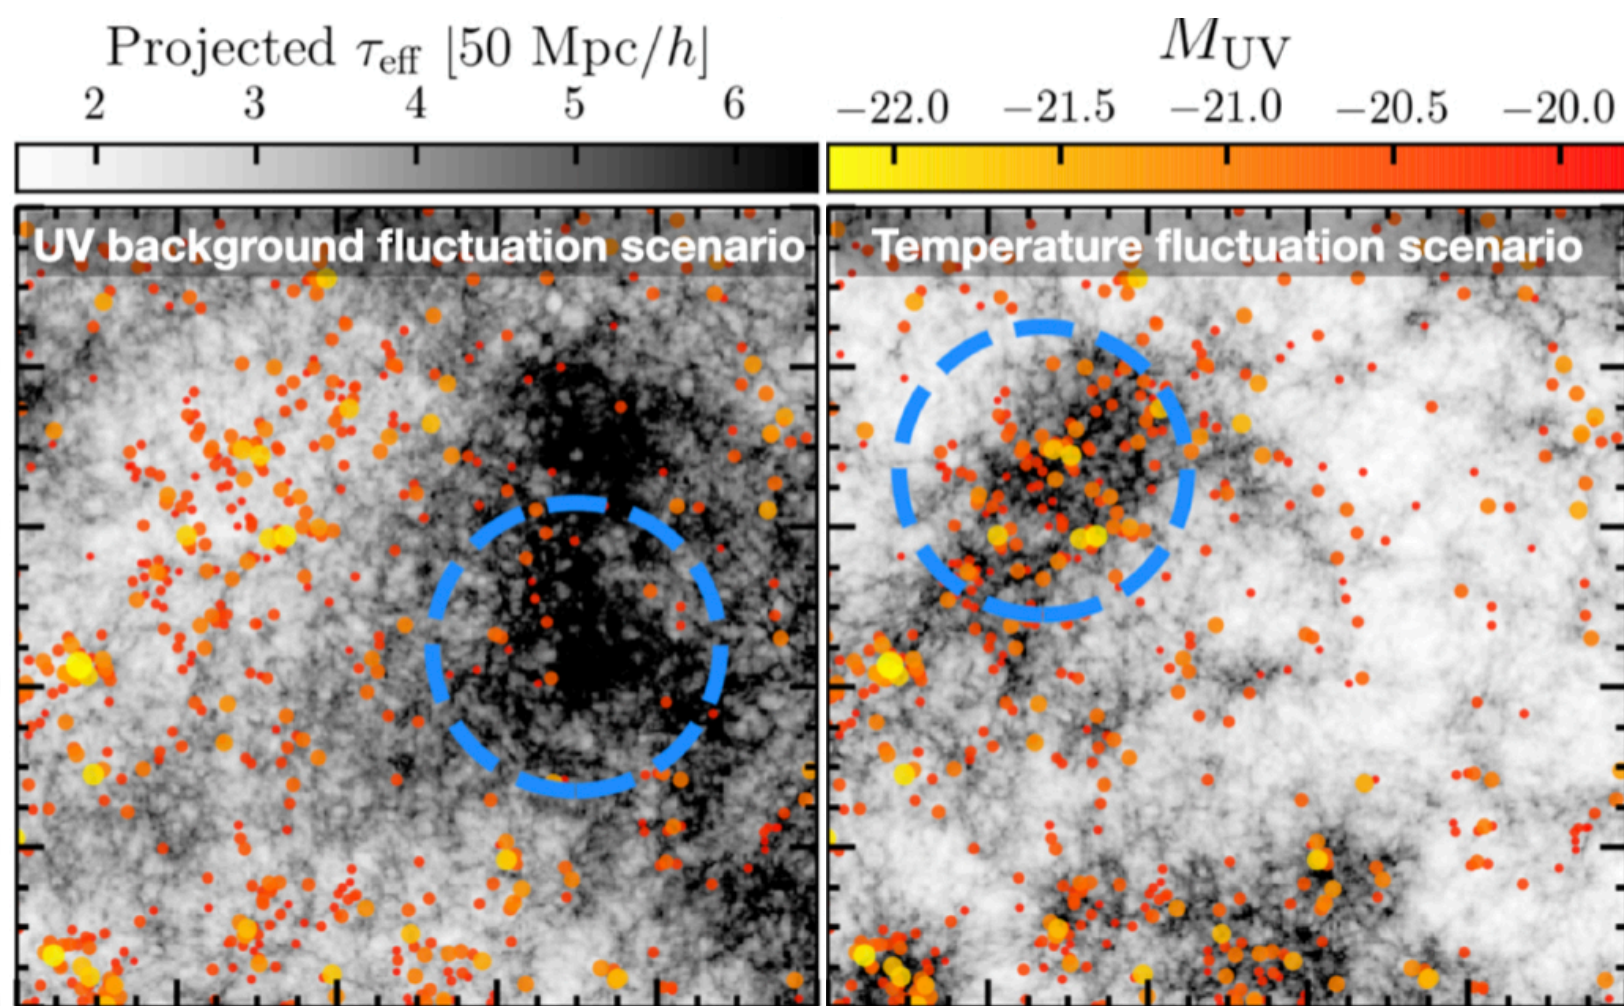 Projected τ_eff [50 Mpc/h]
2 3 4 5 6
M_UV
−22.0 −21.5 −21.0 −20.5 −20.0
UV background fluctuation scenario
Temperature fluctuation scenario